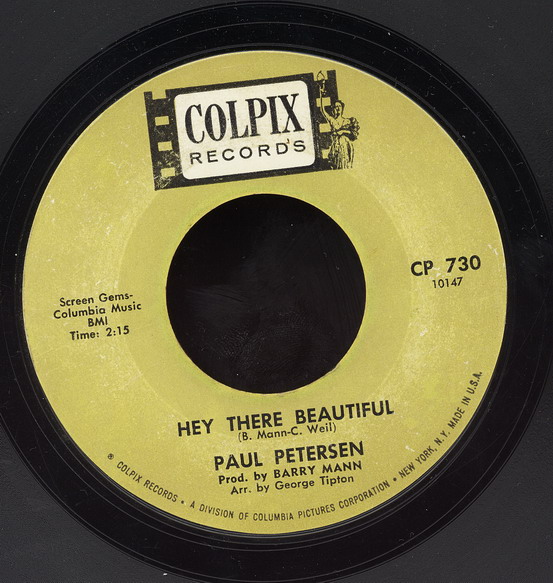 COLPIX
RECORDS
CP 730
10147
Screen Gems-
Columbia Music
BMI
Time: 2:15
HEY THERE BEAUTIFUL
(B. Mann-C. Weil)
PAUL PETERSEN
Prod. by BARRY MANN
Arr. by George Tipton
® COLPIX RECORDS • A DIVISION OF COLUMBIA PICTURES CORPORATION • NEW YORK, N.Y. MADE IN U.S.A.